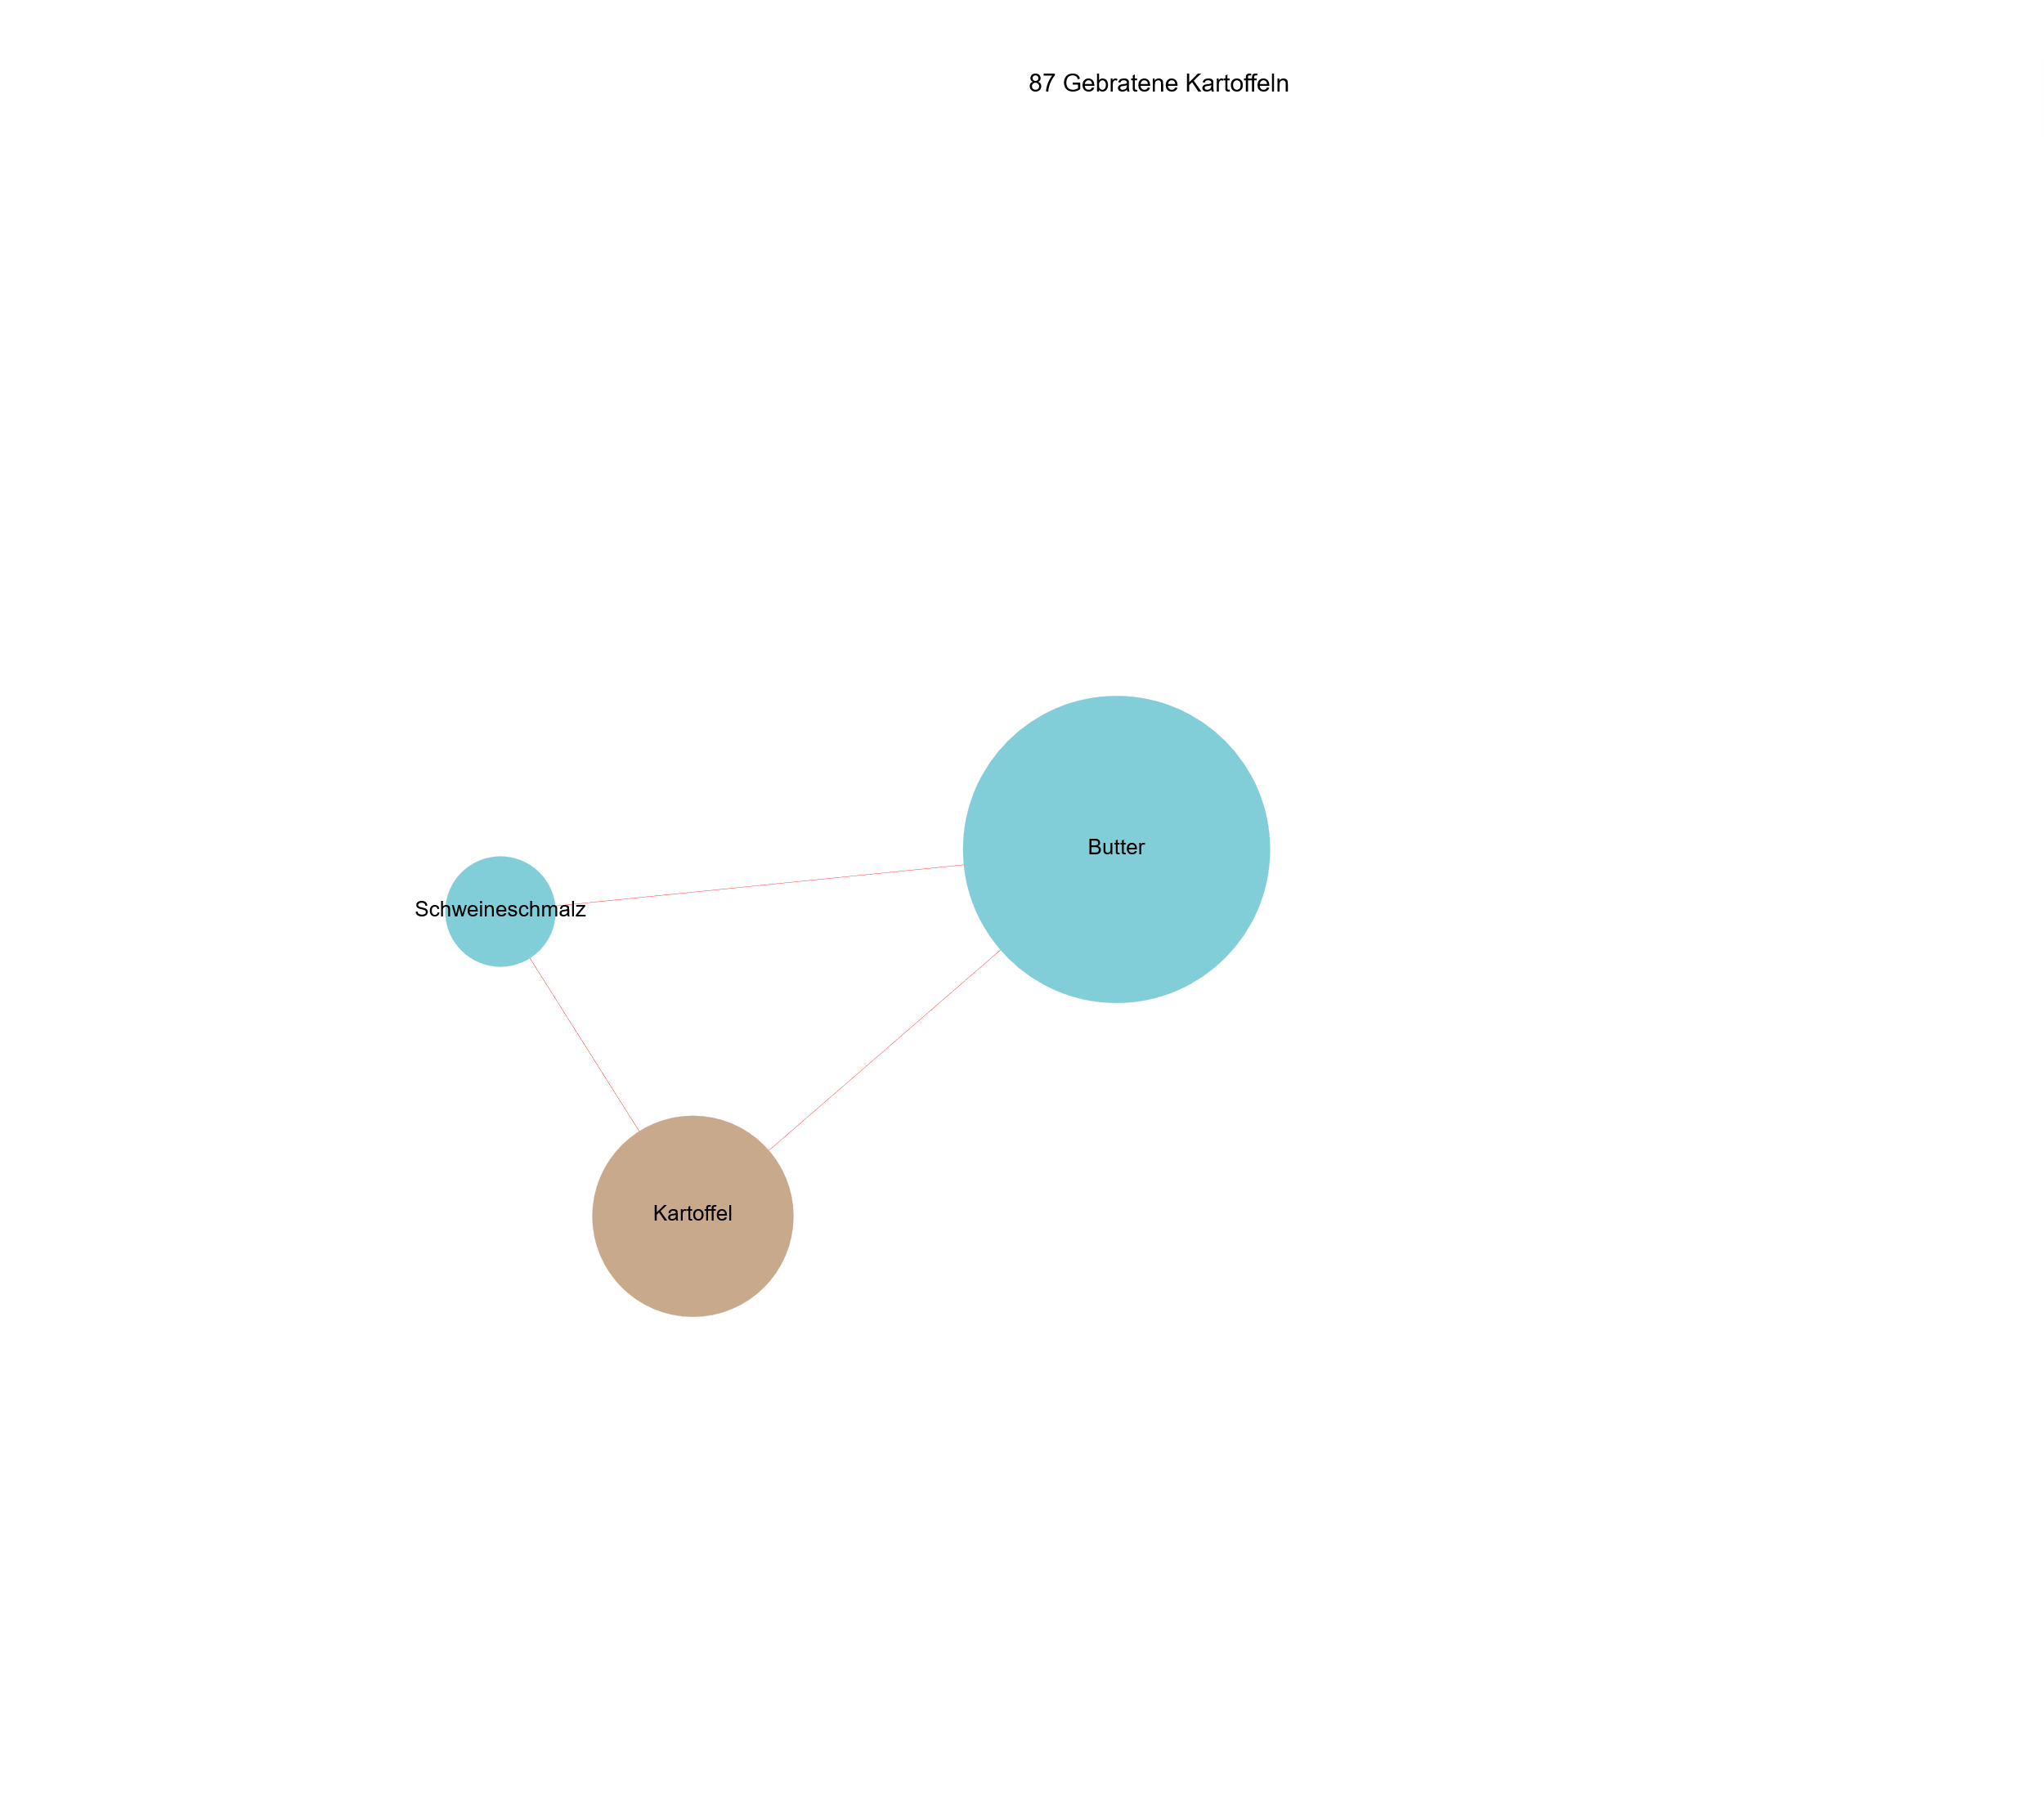 87 Gebratene Kartoffeln
Butter
Schweineschmalz
Kartoffel